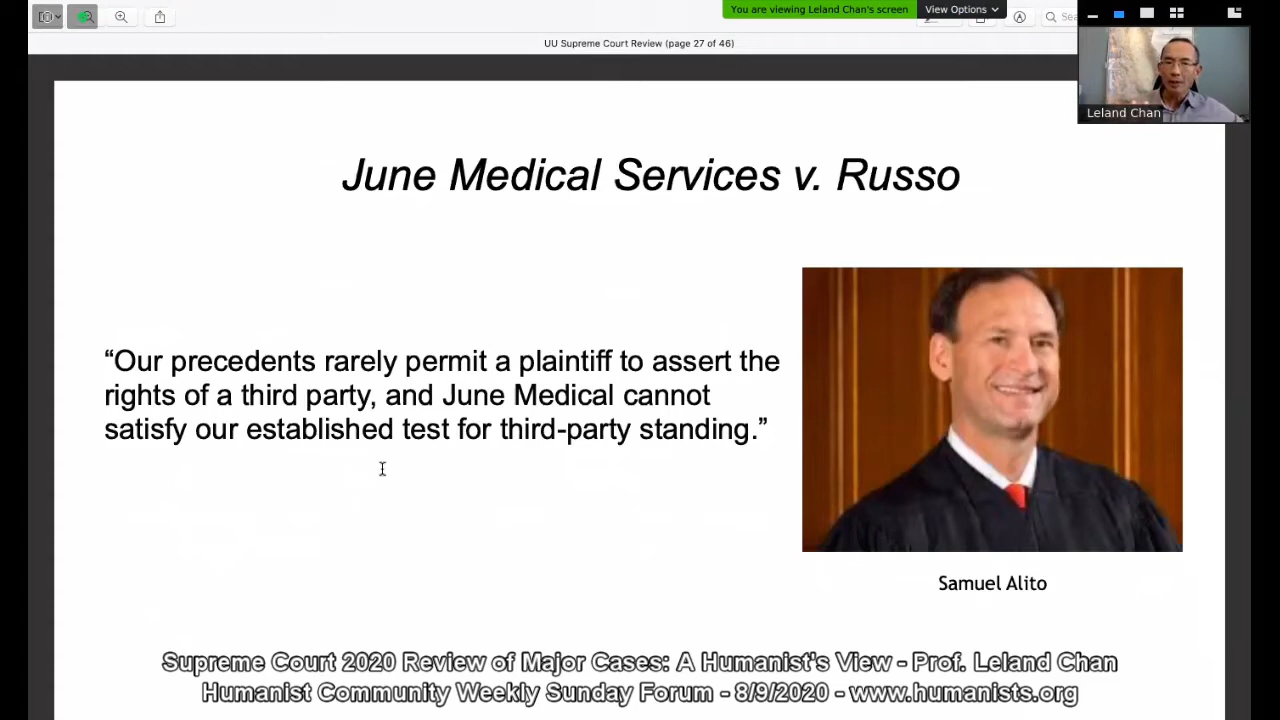 You are viewing Leland Chan's screen
View Options
UU Supreme Court Review (page 27 of 46)
Leland Chan
June Medical Services v. Russo
“Our precedents rarely permit a plaintiff to assert the
rights of a third party, and June Medical cannot
satisfy our established test for third-party standing.”
Samuel Alito
Supreme Court 2020 Review of Major Cases: A Humanist's View - Prof. Leland Chan
Humanist Community Weekly Sunday Forum - 8/9/2020 - www.humanists.org